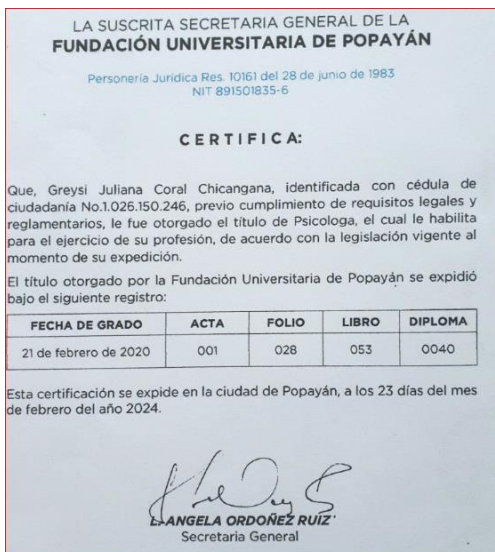 LA SUSCRITA SECRETARIA GENERAL DE LA
FUNDACIÓN UNIVERSITARIA DE POPAYÁN
Personería Jurídica Res. 10161 del 28 de junio de 1983
NIT 891501835-6
CERTIFICA:
Que, Greysi Juliana Coral Chicangana, identificada con cédula de
ciudadanía No.1.026.150.246, previo cumplimiento de requisitos legales y
reglamentarios, le fue otorgado el título de Psicologa, el cual le habilita
para el ejercicio de su profesión, de acuerdo con la legislación vigente al
momento de su expedición.
El título otorgado por la Fundación Universitaria de Popayán se expidió
bajo el siguiente registro:
FECHA DE GRADO ACTA FOLIO LIBRO DIPLOMA
21 de febrero de 2020 001 028 053 0040
Esta certificación se expide en la ciudad de Popayán, a los 23 días del mes
de febrero del año 2024.
ANGELA ORDOÑEZ RUIZ
Secretaria General